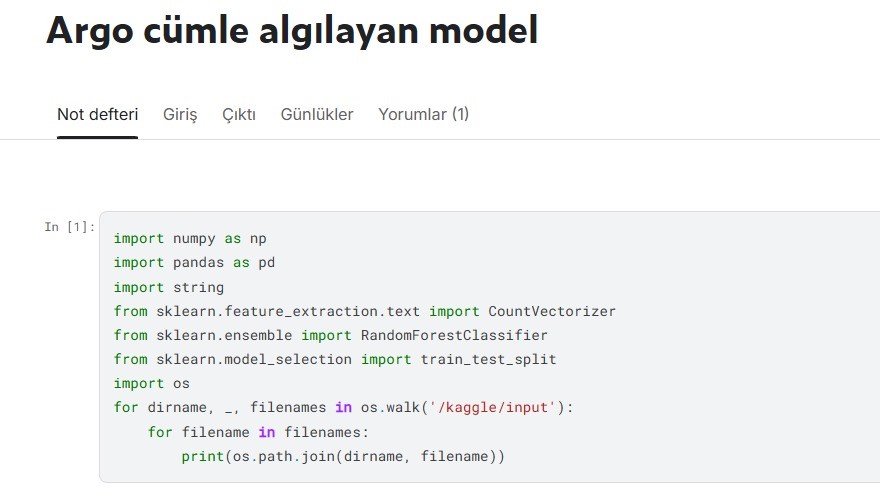 Argo cümle algılayan model
Not defteri Giriş Çıktı Günlükler Yorumlar (1)
In [1]:
import numpy as np
import pandas as pd
import string
from sklearn.feature_extraction.text import CountVectorizer
from sklearn.ensemble import RandomForestClassifier
from sklearn.model_selection import train_test_split
import os
for dirname, _, filenames in os.walk('/kaggle/input'):
    for filename in filenames:
        print(os.path.join(dirname, filename))